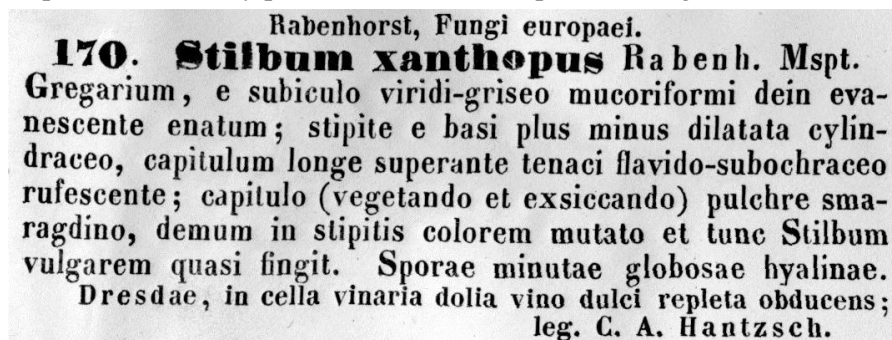 Rabenhorst, Fungi europaei.
170. Stilbum xanthopus Rabenh. Mspt.
Gregarium, e subiculo viridi-griseo mucoriformi dein eva-
nescente enatum; stipite e basi plus minus dilatata cylin-
draceo, capitulum longe superante tenaci flavido-subochraceo
rufescente; capitulo (vegetando et exsiccando) pulchre sma-
ragdino, demum in stipitis colorem mutato et tunc Stilbum
vulgarem quasi fingit. Sporae minutae globosae hyalinae.
Dresdae, in cella vinaria dolia vino dulci repleta obducens;
leg. C. A. Hantzsch.